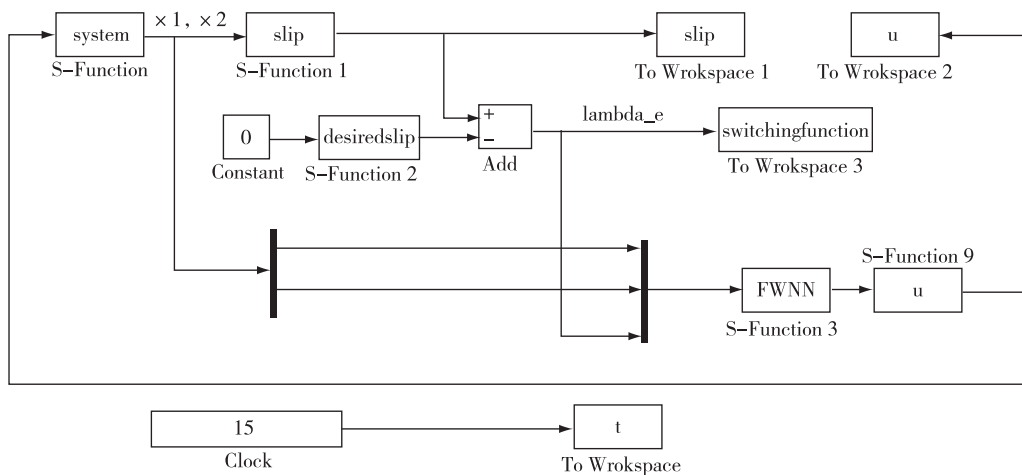 ×1, ×2
system
S-Function
slip
S-Function 1
slip
To Wrokspace 1
u
To Wrokspace 2
0
Constant
desiredslip
S-Function 2
+
−
Add
lambda_e
switchingfunction
To Wrokspace 3
FWNN
S-Function 3
S-Function 9
u
15
Clock
t
To Wrokspace